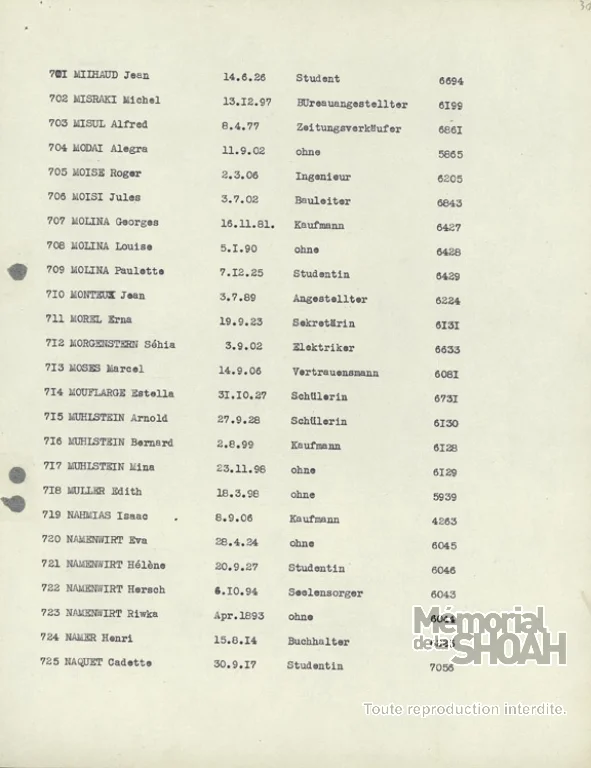 701 MILHAUD Jean 14.6.26 Student 6694
702 MISRAKI Michel 13.12.97 BUreauangestellter 6199
703 MISUL Alfred 8.4.77 Zeitungsverkäufer 6861
704 MODAI Alegra 11.9.02 ohne 5865
705 MOISE Roger 2.3.06 Ingenieur 6205
706 MOISI Jules 3.7.02 Bauleiter 6843
707 MOLINA Georges 16.11.81. Kaufmann 6427
708 MOLINA Louise 5.1.90 ohne 6428
709 MOLINA Paulette 7.12.25 Studentin 6429
710 MONTEUX Jean 3.7.89 Angestellter 6224
711 MOREL Erna 19.9.23 Sekretärin 6131
712 MORGENSTERN Séhia 3.9.02 Elektriker 6633
713 MOSES Marcel 14.9.06 Vertrauensmann 6081
714 MOUFLARGE Estella 31.10.27 Schülerin 6731
715 MUHLSTEIN Arnold 27.9.28 Schülerin 6130
716 MUHLSTEIN Bernard 2.8.99 Kaufmann 6128
717 MUHLSTEIN Mina 23.11.98 ohne 6129
718 MULLER Edith 18.3.98 ohne 5939
719 NAHMIAS Isaac 8.9.06 Kaufmann 4263
720 NAMENWIRT Eva 28.4.24 ohne 6045
721 NAMENWIRT Hélène 20.9.27 Studentin 6046
722 NAMENWIRT Hersch 6.10.94 Seelensorger 6043
723 NAMENWIRT Riwka Apr.1893 ohne
724 NAMER Henri 15.8.14 Buchhalter
725 NAQUET Cadette 30.9.17 Studentin 7056
Mémorial
de la
SHOAH
Toute reproduction interdite.